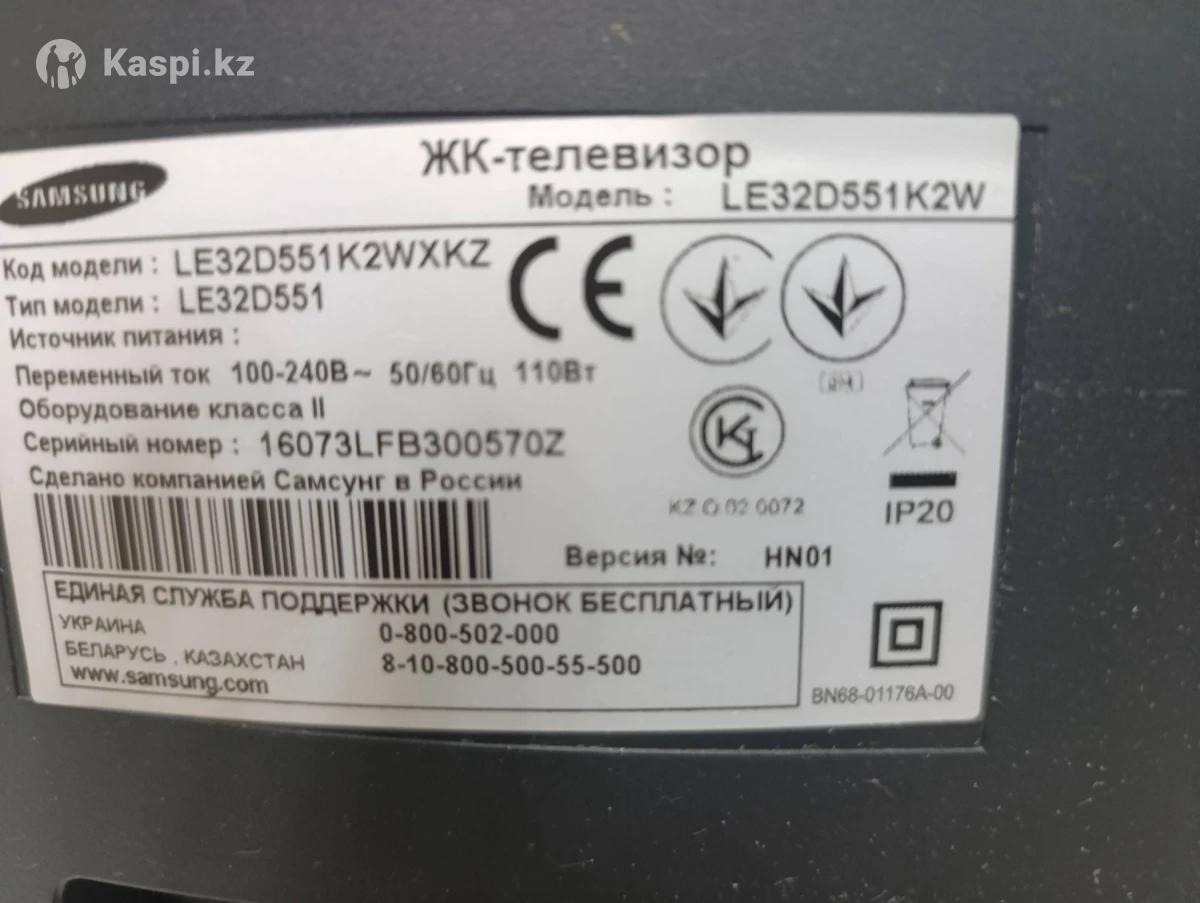 Kaspi.kz
SAMSUNG
ЖК-телевизор
Модель : LE32D551K2W
Код модели : LE32D551K2WXKZ
Тип модели : LE32D551
Источник питания :
Переменный ток 100-240В~ 50/60Гц 110Вт
Оборудование класса II
Серийный номер : 16073LFB300570Z
Сделано компанией Самсунг в России
KZ O 02 0072
IP20
Версия №: HN01
ЕДИНАЯ СЛУЖБА ПОДДЕРЖКИ (ЗВОНОК БЕСПЛАТНЫЙ)
УКРАИНА 0-800-502-000
БЕЛАРУСЬ , КАЗАХСТАН 8-10-800-500-55-500
www.samsung.com
BN68-01176A-00